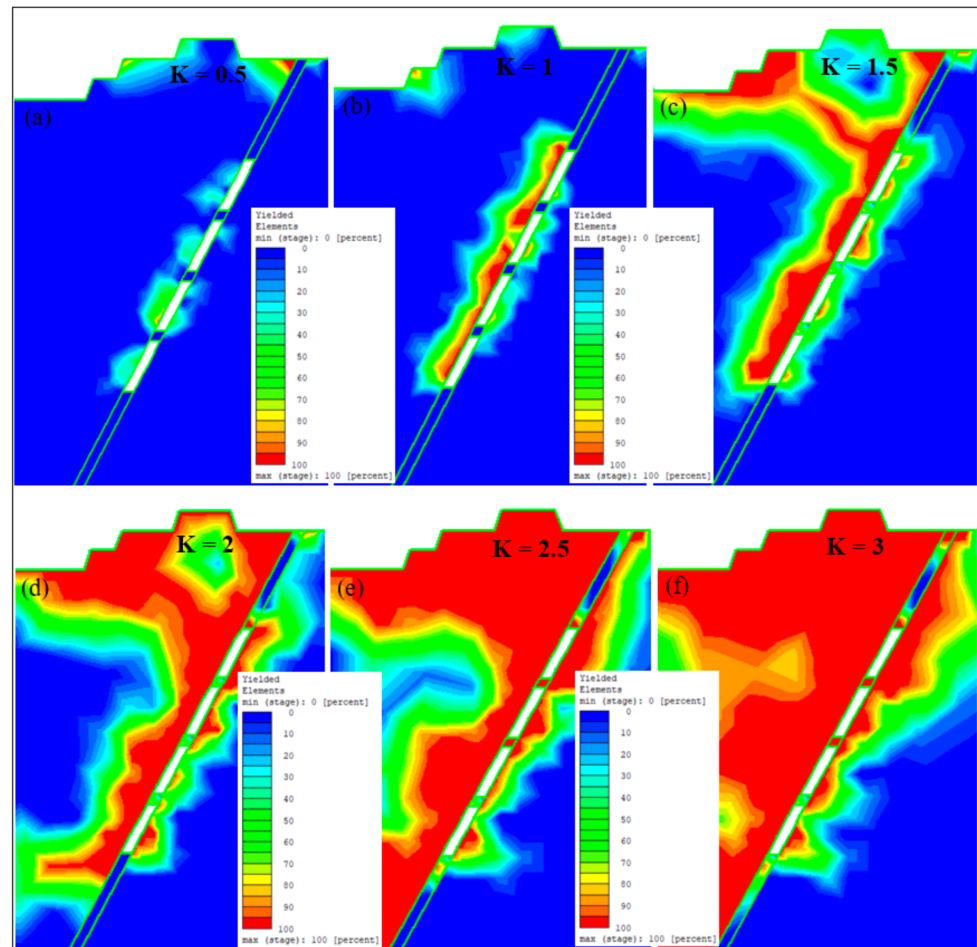 K = 0.5
K = 1
K = 1.5
(a)
(b)
(c)
Yielded
Elements
min (stage): 0 [percent]
0
10
20
30
40
50
60
70
80
90
100
max (stage): 100 [percent]
Yielded
Elements
min (stage): 0 [percent]
0
10
20
30
40
50
60
70
80
90
100
max (stage): 100 [percent]
K = 2
K = 2.5
K = 3
(d)
(e)
(f)
Yielded
Elements
min (stage): 0 [percent]
0
10
20
30
40
50
60
70
80
90
100
max (stage): 100 [percent]
Yielded
Elements
min (stage): 0 [percent]
0
10
20
30
40
50
60
70
80
90
100
max (stage): 100 [percent]